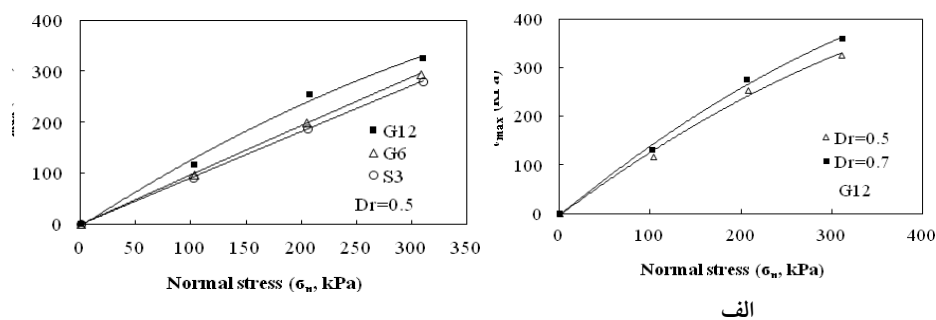 400
300
200
100
0
G12
G6
S3
Dr=0.5
0 50 100 150 200 250 300 350
Normal stress (σn, kPa)
400
300
200
100
0
Dr=0.5
Dr=0.7
G12
0 100 200 300 400
Normal stress (σn, kPa)
الف